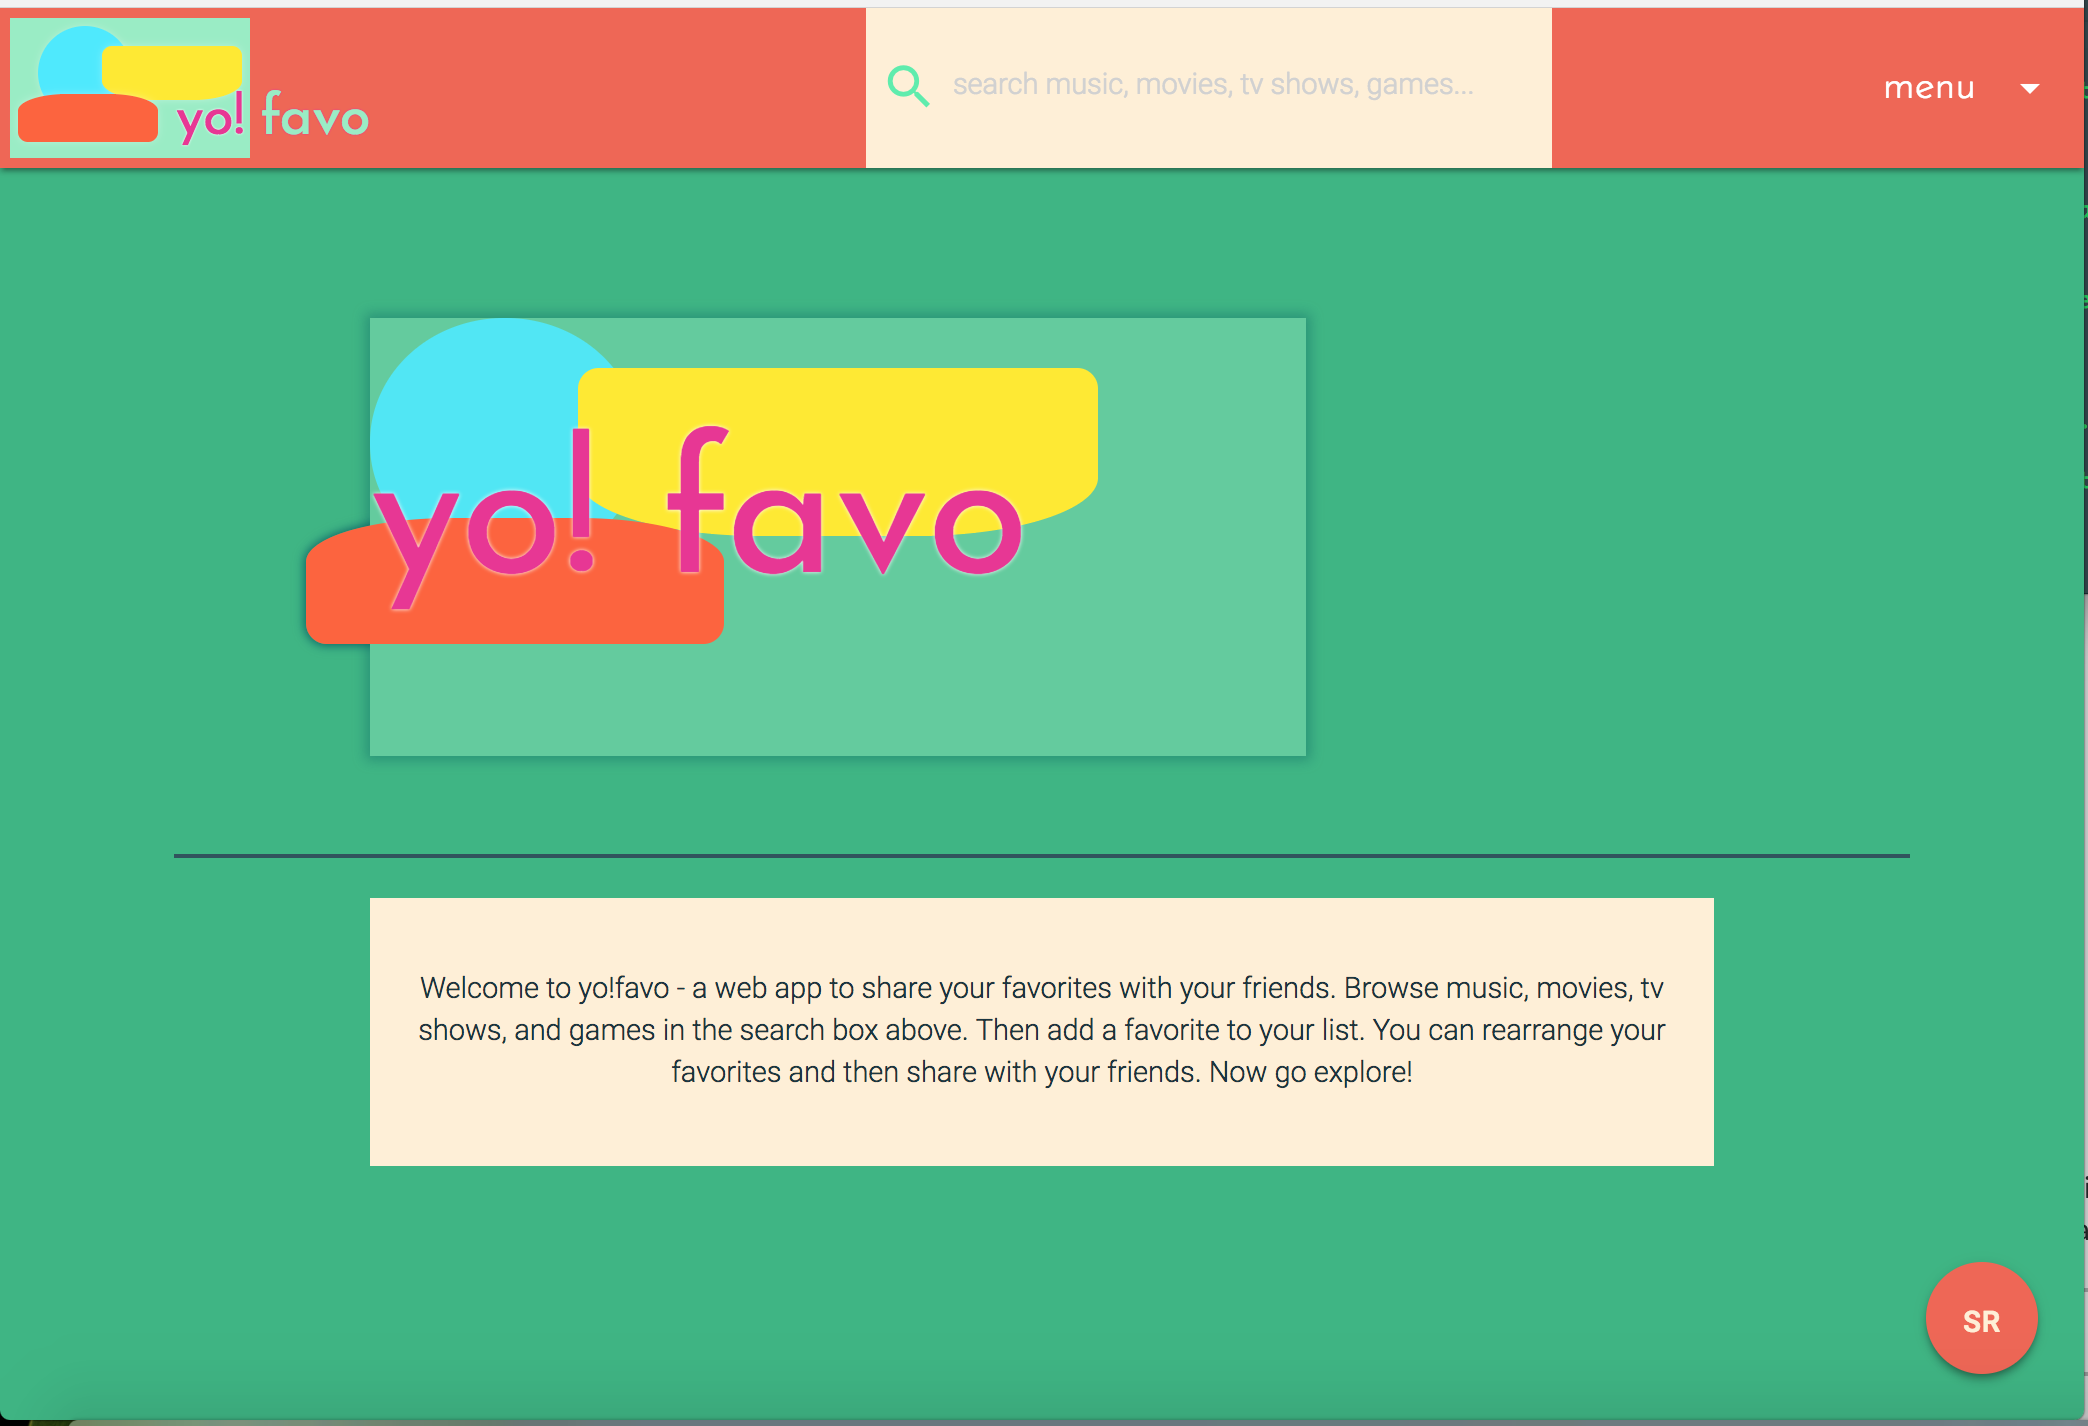 yo! favo
search music, movies, tv shows, games...
menu
yo! favo
Welcome to yo!favo - a web app to share your favorites with your friends. Browse music, movies, tv
shows, and games in the search box above. Then add a favorite to your list. You can rearrange your
favorites and then share with your friends. Now go explore!
SR